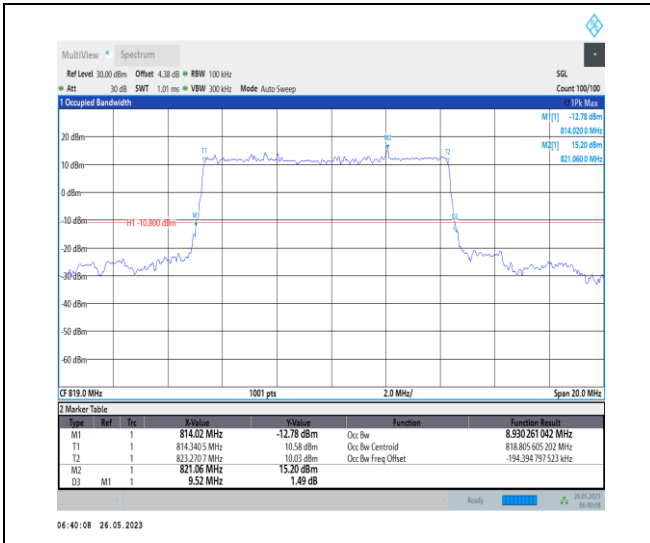 MultiView Spectrum
Ref Level 30.00 dBm Offset 4.38 dB RBW 100 kHz SGL
Att 30 dB SWT 1.01 ms VBW 300 kHz Mode Auto Sweep Count 100/100
1 Occupied Bandwidth 1Pk Max
M1[1] -12.78 dBm
814.020 0 MHz
M2[1] 15.20 dBm
821.060 0 MHz
20 dBm
M2
T1 T2
10 dBm
0 dBm
-10 dBm
M1 D3
H1 -10.800 dBm
-20 dBm
-30 dBm
-40 dBm
-50 dBm
-60 dBm
CF 819.0 MHz 1001 pts 2.0 MHz/ Span 20.0 MHz
2 Marker Table
Type Ref Trc X-Value Y-Value Function Function Result
M1 1 814.02 MHz -12.78 dBm Occ Bw 8.930 261 042 MHz
T1 1 814.340 5 MHz 10.58 dBm Occ Bw Centroid 818.805 605 202 MHz
T2 1 823.270 7 MHz 10.03 dBm Occ Bw Freq Offset -194.394 797 523 kHz
M2 1 821.06 MHz 15.20 dBm
D3 M1 1 9.52 MHz 1.49 dB
Ready 26.05.2023
06:40:08
06:40:08 26.05.2023